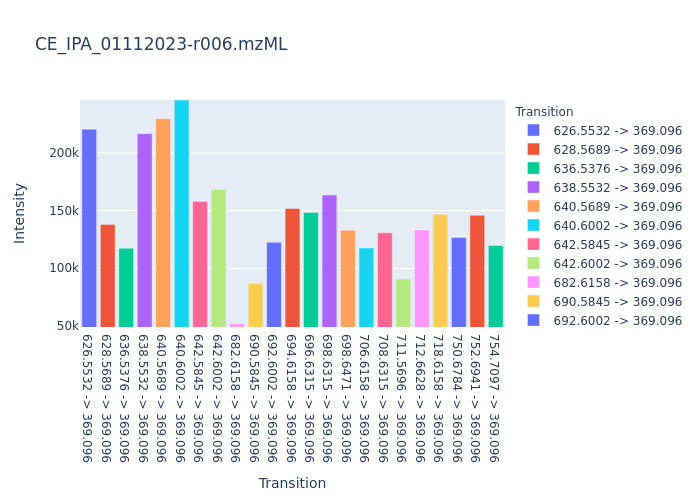 CE_IPA_01112023-r006.mzML
Transition
626.5532 -> 369.096
628.5689 -> 369.096
636.5376 -> 369.096
638.5532 -> 369.096
640.5689 -> 369.096
640.6002 -> 369.096
642.5845 -> 369.096
642.6002 -> 369.096
682.6158 -> 369.096
690.5845 -> 369.096
692.6002 -> 369.096
Intensity
200k
150k
100k
50k
626.5532 -> 369.096
628.5689 -> 369.096
636.5376 -> 369.096
638.5532 -> 369.096
640.5689 -> 369.096
640.6002 -> 369.096
642.5845 -> 369.096
642.6002 -> 369.096
682.6158 -> 369.096
690.5845 -> 369.096
692.6002 -> 369.096
694.6158 -> 369.096
696.6315 -> 369.096
698.6315 -> 369.096
698.6471 -> 369.096
706.6158 -> 369.096
708.6315 -> 369.096
711.5696 -> 369.096
712.6628 -> 369.096
718.6158 -> 369.096
750.6784 -> 369.096
752.6941 -> 369.096
754.7097 -> 369.096
Transition